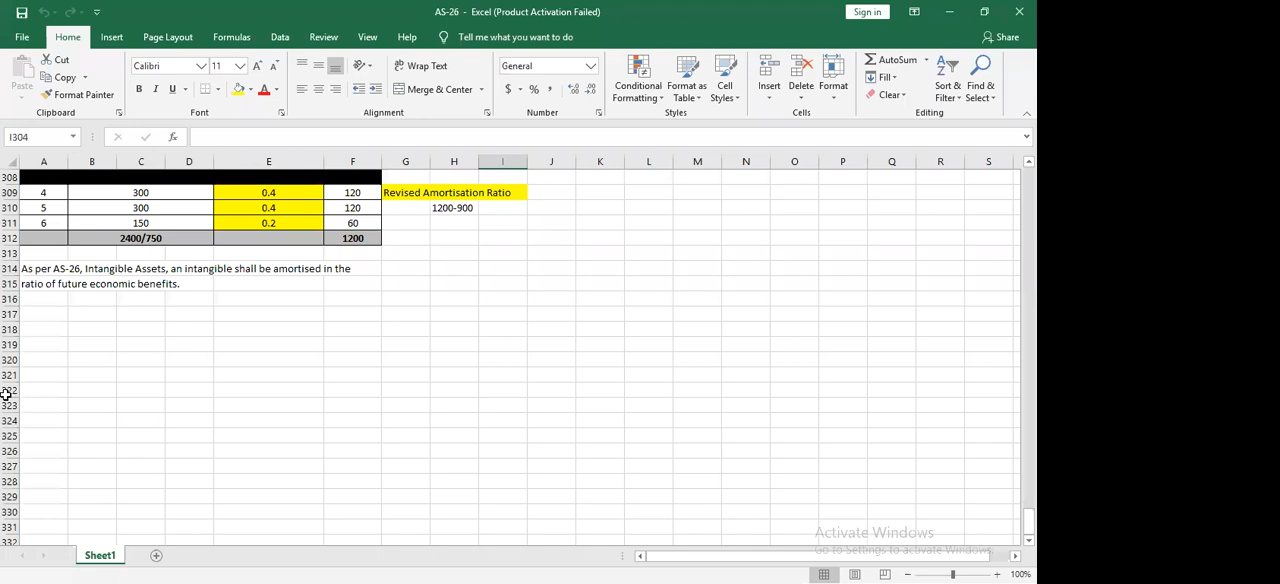 AS-26 - Excel (Product Activation Failed)
Sign in
File Home Insert Page Layout Formulas Data Review View Help Tell me what you want to do Share
Paste
Cut
Copy
Format Painter
Clipboard
Calibri 11
B I U
Font
Wrap Text
Merge & Center
Alignment
General
$ % ,
Number
Conditional Formatting
Format as Table
Cell Styles
Styles
Insert Delete Format
Cells
AutoSum
Fill
Clear
Sort & Filter
Find & Select
Editing
I304 fx
A B C D E F G H I J K L M N O P Q R S
308
309 4 300 0.4 120 Revised Amortisation Ratio
310 5 300 0.4 120 1200-900
311 6 150 0.2 60
312 2400/750 1200
313
314 As per AS-26, Intangible Assets, an intangible shall be amortised in the
315 ratio of future economic benefits.
316
317
318
319
320
321
322
323
324
325
326
327
328
329
330
331
332
Activate Windows
Go to Settings to activate Windows.
Sheet1
100%